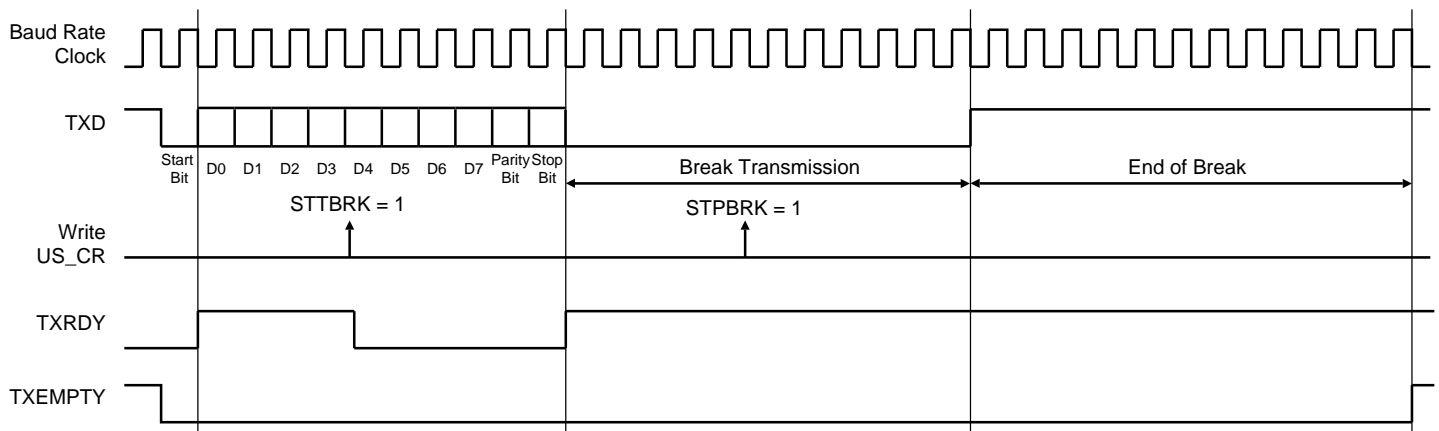 Baud Rate
Clock
TXD
Start
Bit
D0 D1 D2 D3 D4 D5 D6 D7
Parity
Bit
Stop
Bit
Break Transmission
End of Break
STTBRK = 1
STPBRK = 1
Write
US_CR
TXRDY
TXEMPTY